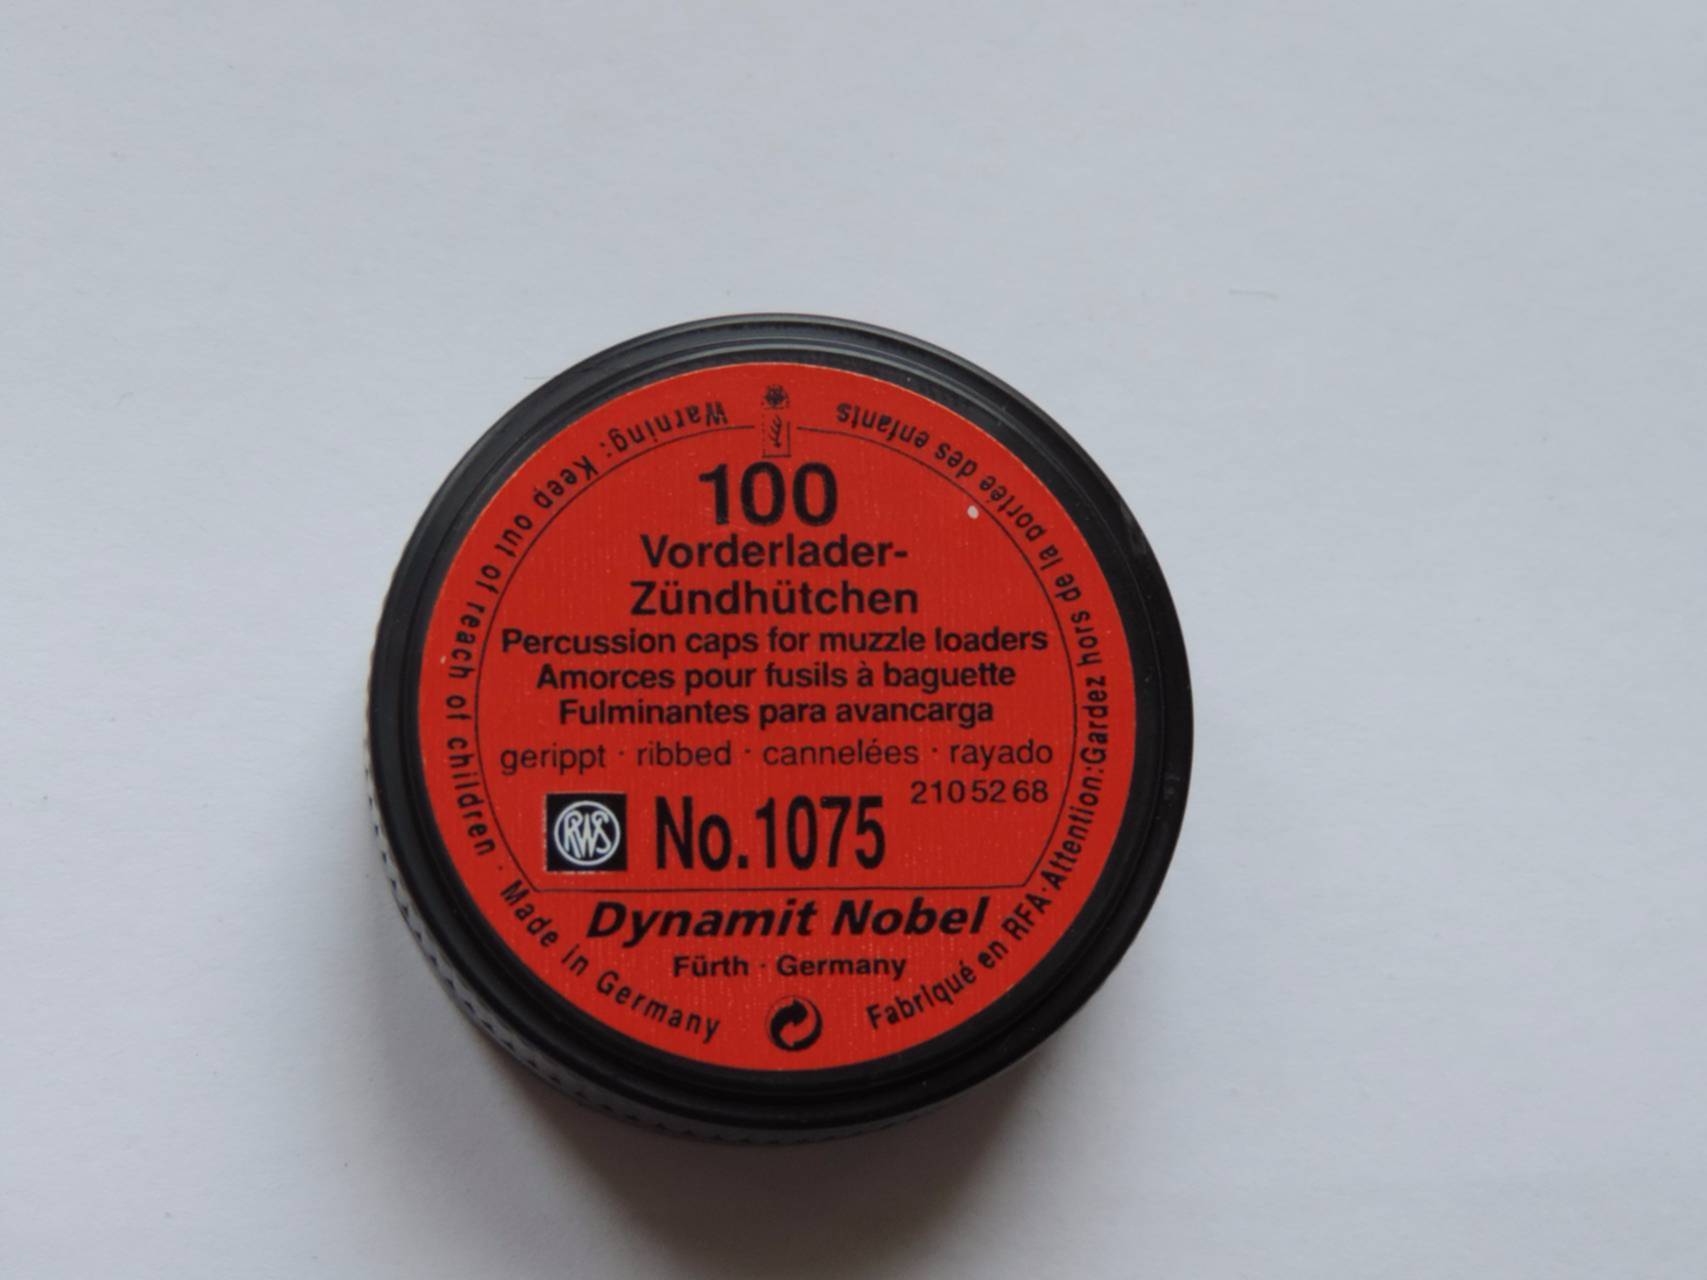 100
Vorderlader-
Zündhütchen
Percussion caps for muzzle loaders
Amorces pour fusils à baguette
Fulminantes para avancarga
gerippt · ribbed · cannelées · rayado
210 52 68
RWS
No.1075
Dynamit Nobel
Fürth · Germany
Warning: Keep out of reach of children · Made in Germany
Fabriqué en RFA·Attention:Gardez hors de la portée des enfants